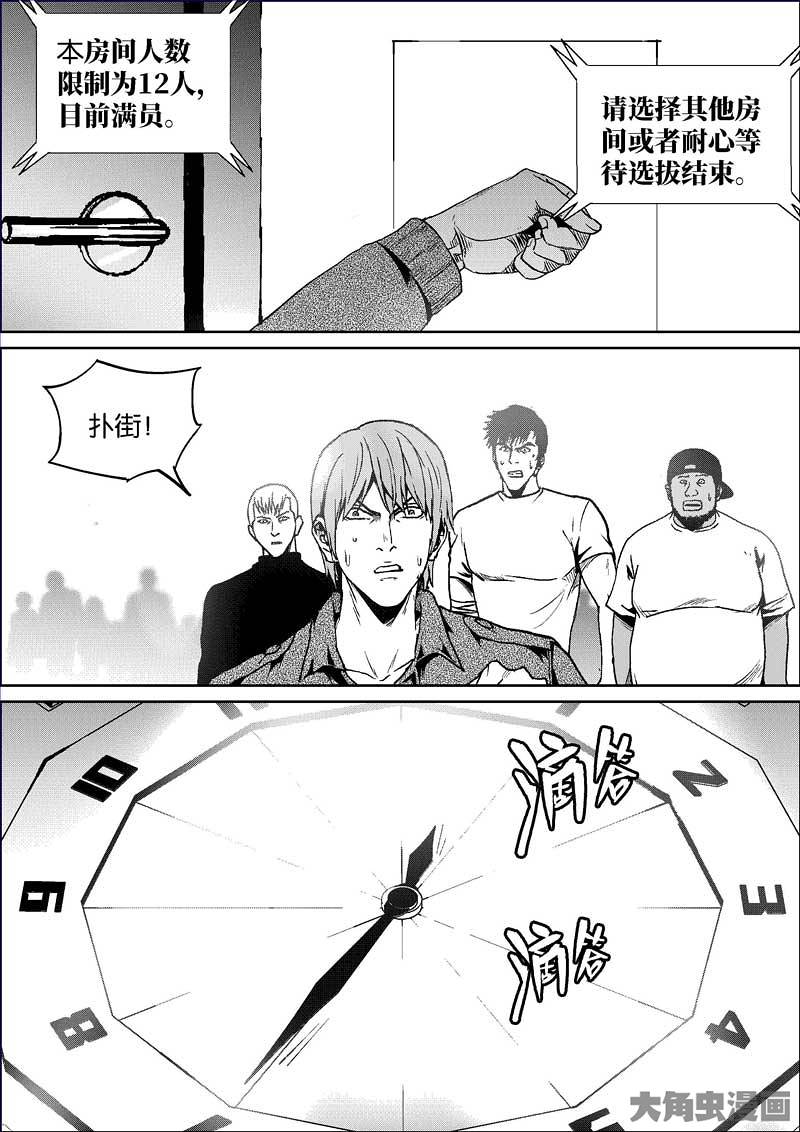 本房间人数
限制为12人，
目前满员。
请选择其他房
间或者耐心等
待选拔结束。
扑街！
滴答
滴答
10
2
9
3
8
4
大角虫漫画